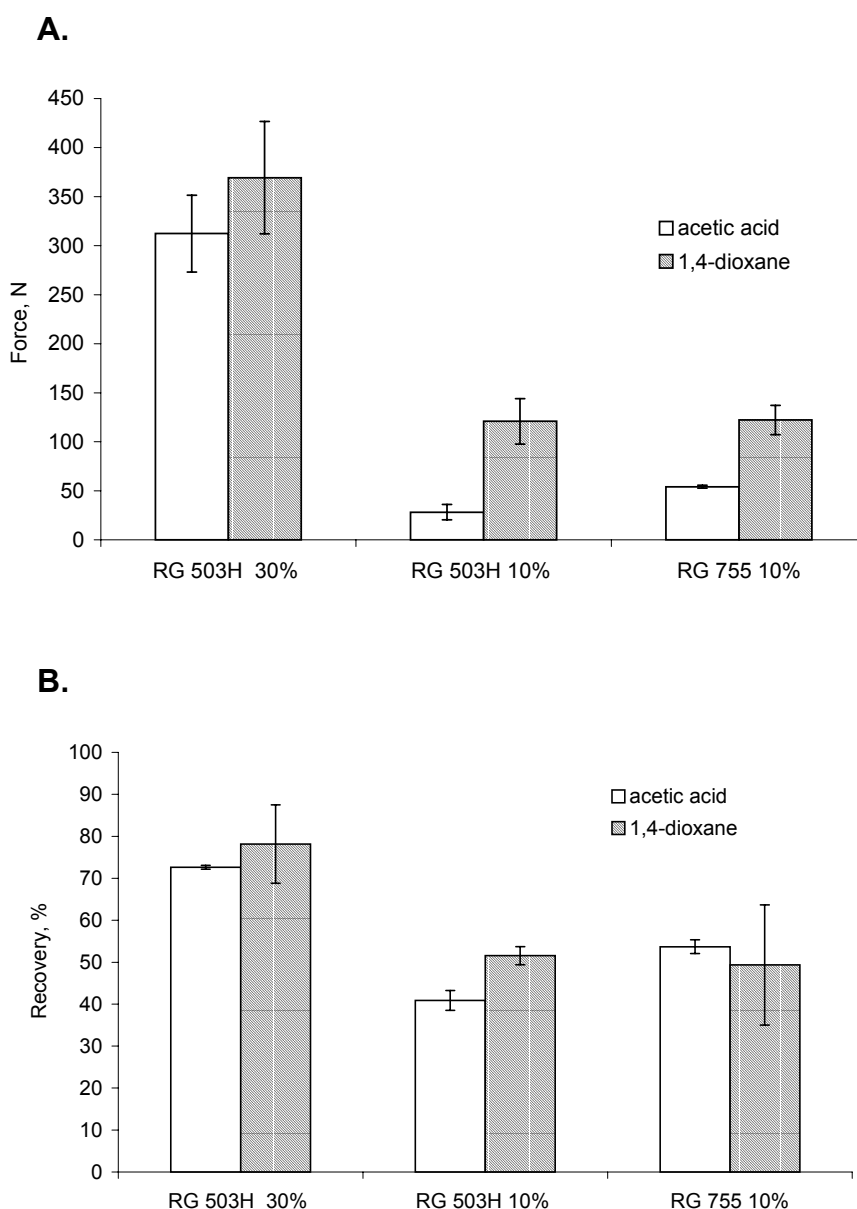 A.
450
400
350
300
250
200
150
100
50
0
Force, N
acetic acid
1,4-dioxane
RG 503H 30%
RG 503H 10%
RG 755 10%
B.
100
90
80
70
60
50
40
30
20
10
0
Recovery, %
acetic acid
1,4-dioxane
RG 503H 30%
RG 503H 10%
RG 755 10%